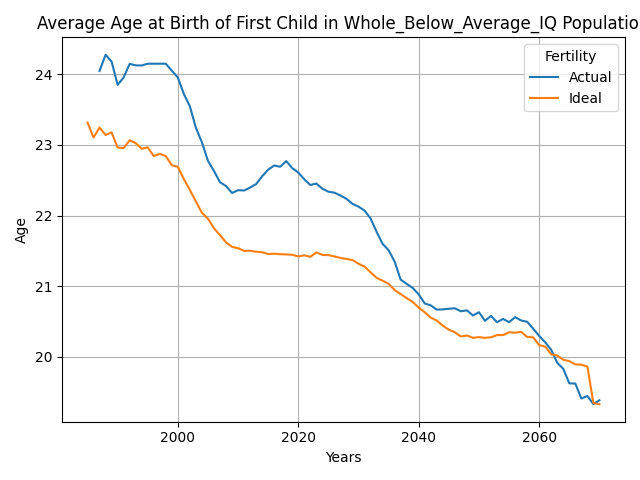 Average Age at Birth of First Child in Whole_Below_Average_IQ Populatio
Fertility
Actual
Ideal
24
23
22
21
20
Age
2000
2020
2040
2060
Years